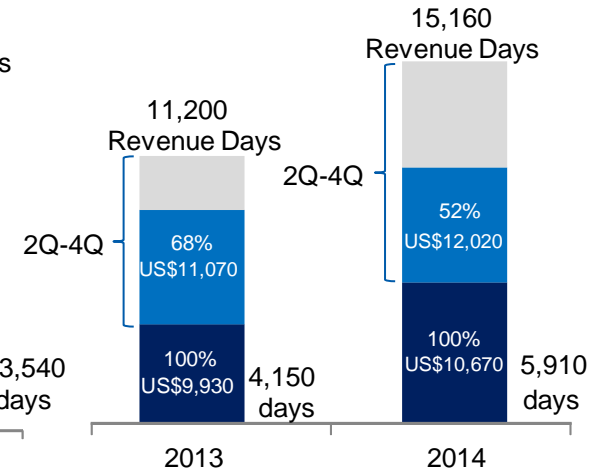 s
11,200
Revenue Days
2Q-4Q
68%
US$11,070
100%
US$9,930
4,150
days
3,540
days
2013
15,160
Revenue Days
2Q-4Q
52%
US$12,020
100%
US$10,670
5,910
days
2014